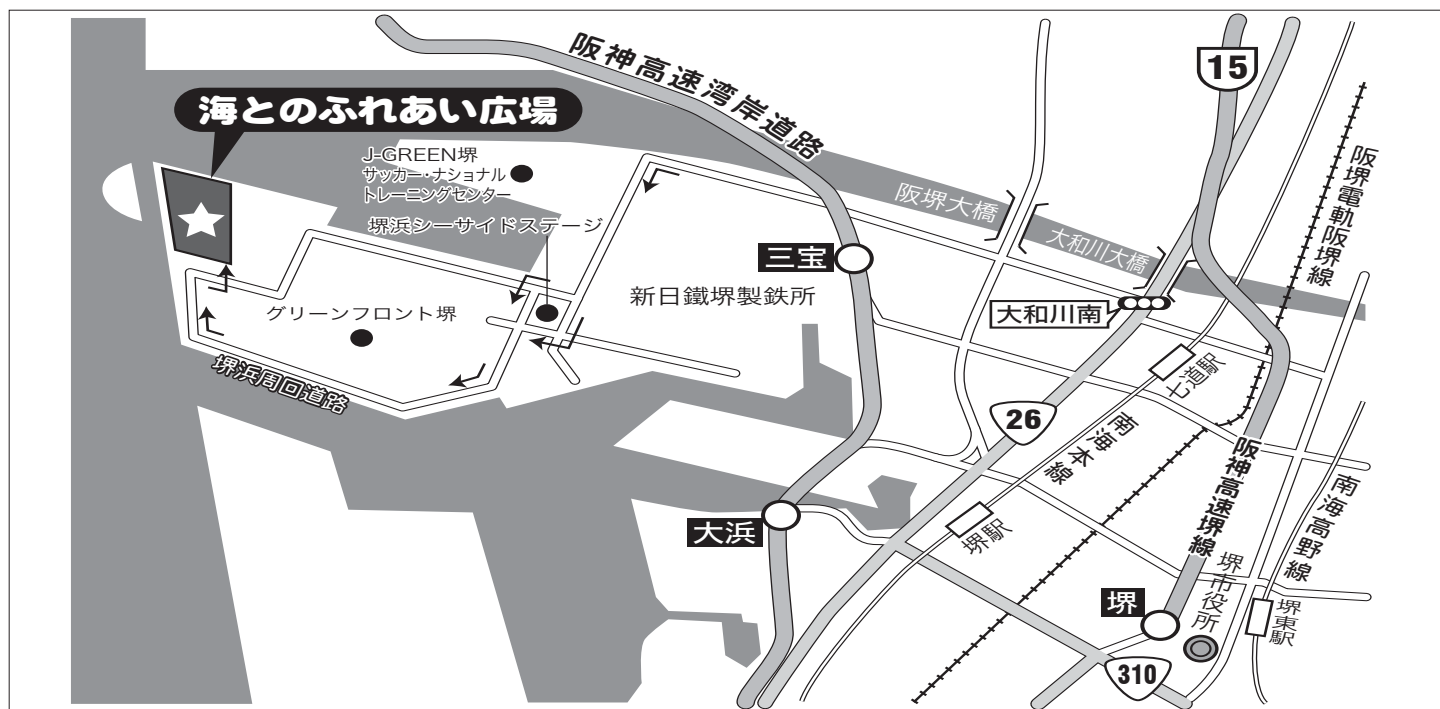 阪神高速湾岸道路
15
海とのふれあい広場
J-GREEN堺
サッカー・ナショナル
トレーニングセンター
堺浜シーサイドステージ
阪堺大橋
大和川大橋
阪堺電軌阪堺線
三宝
新日鐵堺製鉄所
大和川南
グリーンフロント堺
堺浜周回道路
七道駅
26
南海本線
阪神高速堺線
南海高野線
大浜
堺駅
堺市役所
堺
堺東駅
310